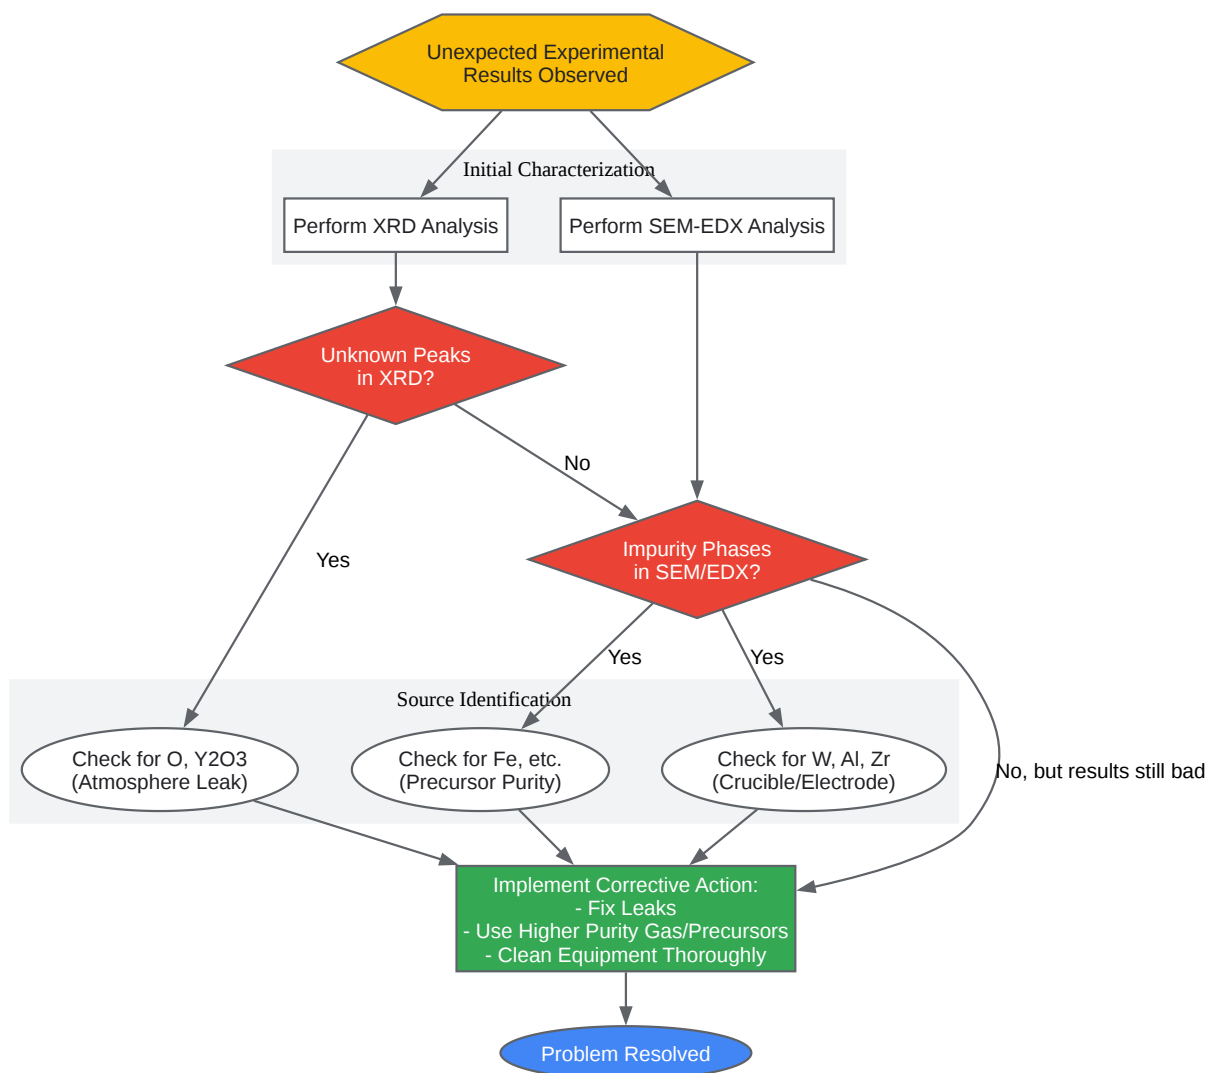 Unexpected Experimental
Results Observed
Initial Characterization
Perform XRD Analysis
Perform SEM-EDX Analysis
Unknown Peaks
in XRD?
No
Impurity Phases
in SEM/EDX?
Yes
Yes
Yes
Source Identification
Check for O, Y2O3
(Atmosphere Leak)
Check for Fe, etc.
(Precursor Purity)
Check for W, Al, Zr
(Crucible/Electrode)
No, but results still bad
Implement Corrective Action:
- Fix Leaks
- Use Higher Purity Gas/Precursors
- Clean Equipment Thoroughly
Problem Resolved